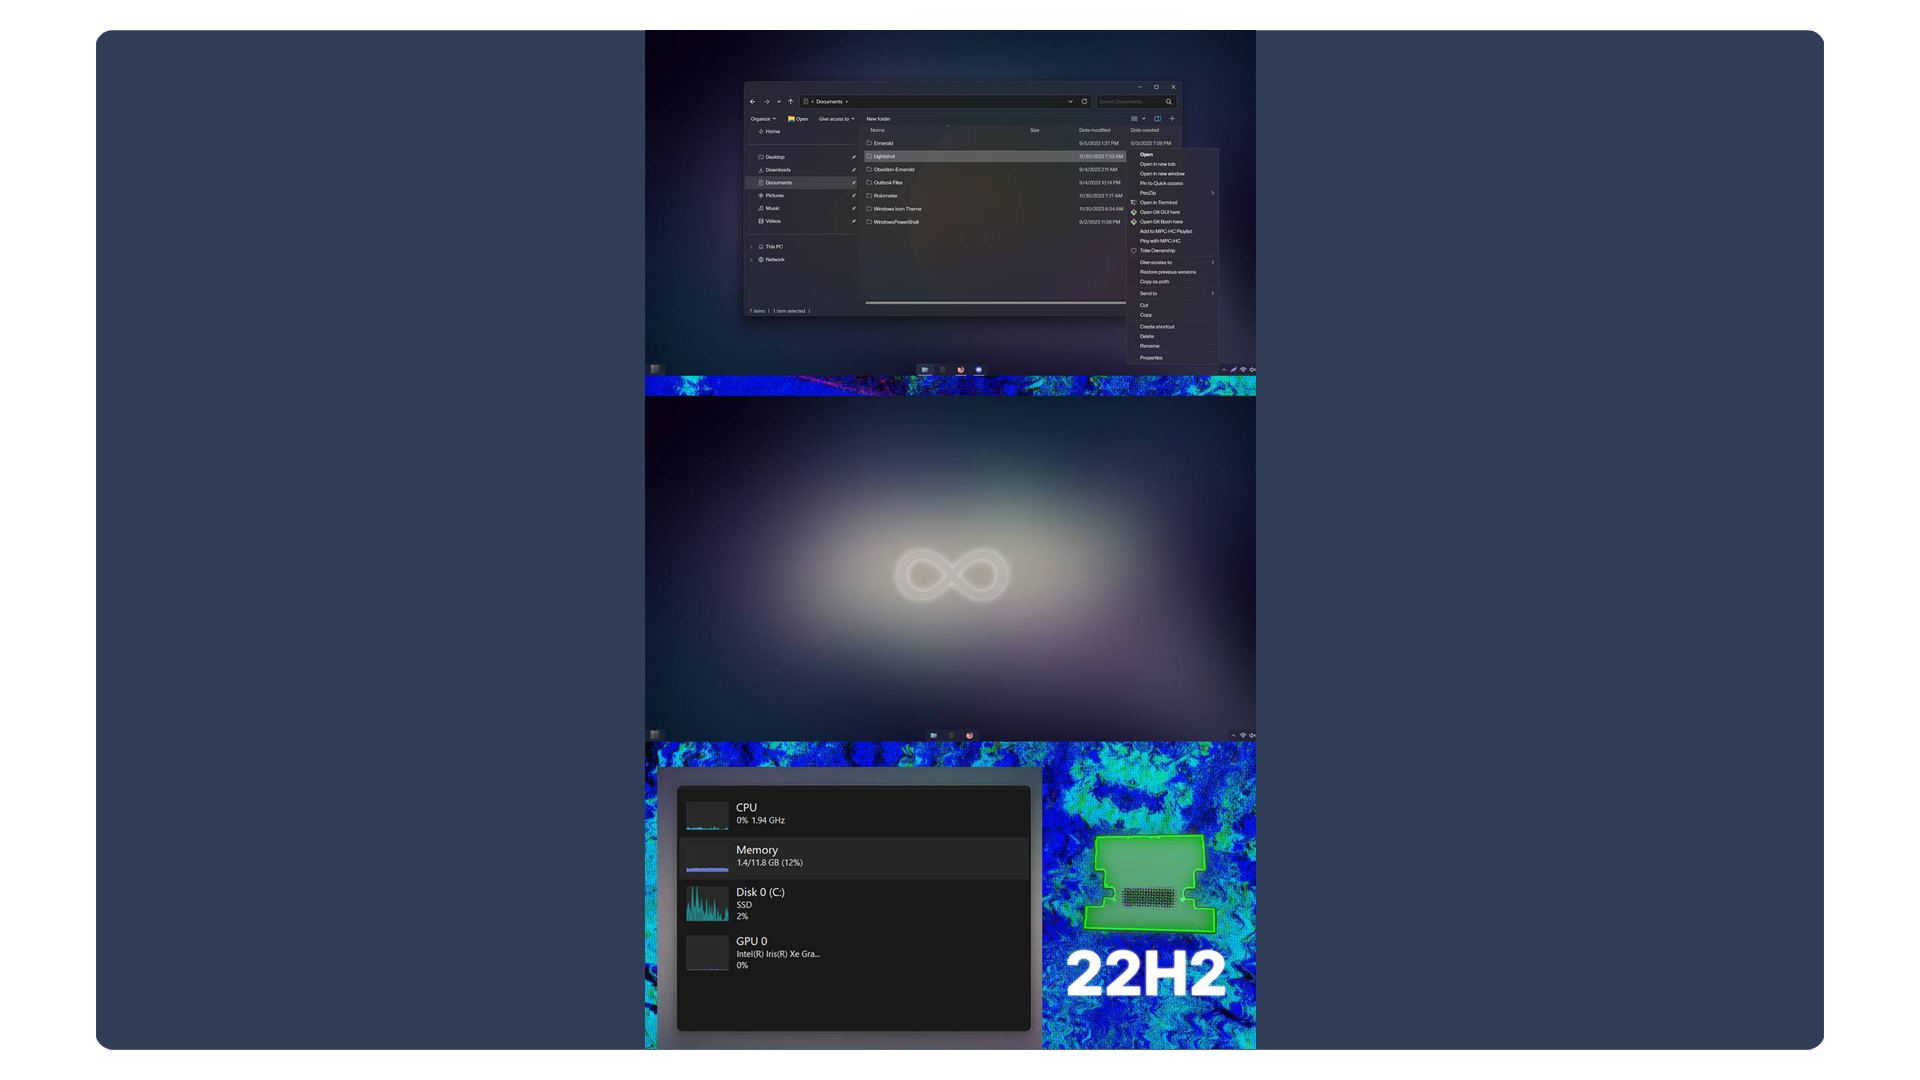 Documents
Search Documents
Organize
Open
Give access to
New folder
Name
Size
Date modified
Date created
Home
Emerald
9/5/2023 1:37 PM
9/3/2023 7:08 PM
Desktop
Lightshot
11/30/2023 7:52 AM
Downloads
Obsidian-Emerald
9/4/2023 2:11 AM
Documents
Outlook Files
9/4/2023 10:14 PM
Pictures
Rainmeter
11/30/2023 7:17 AM
Music
Windows Icon Theme
11/30/2023 6:34 AM
Videos
WindowsPowerShell
9/2/2023 11:38 PM
This PC
Network
7 items
1 item selected
Open
Open in new tab
Open in new window
Pin to Quick access
PeaZip
Open in Terminal
Open Git GUI here
Open Git Bash here
Add to MPC-HC Playlist
Play with MPC-HC
Take Ownership
Give access to
Restore previous versions
Copy as path
Send to
Cut
Copy
Create shortcut
Delete
Rename
Properties
CPU
0% 1.94 GHz
Memory
1.4/11.8 GB (12%)
Disk 0 (C:)
SSD
2%
GPU 0
Intel(R) Iris(R) Xe Gra...
0%
22H2